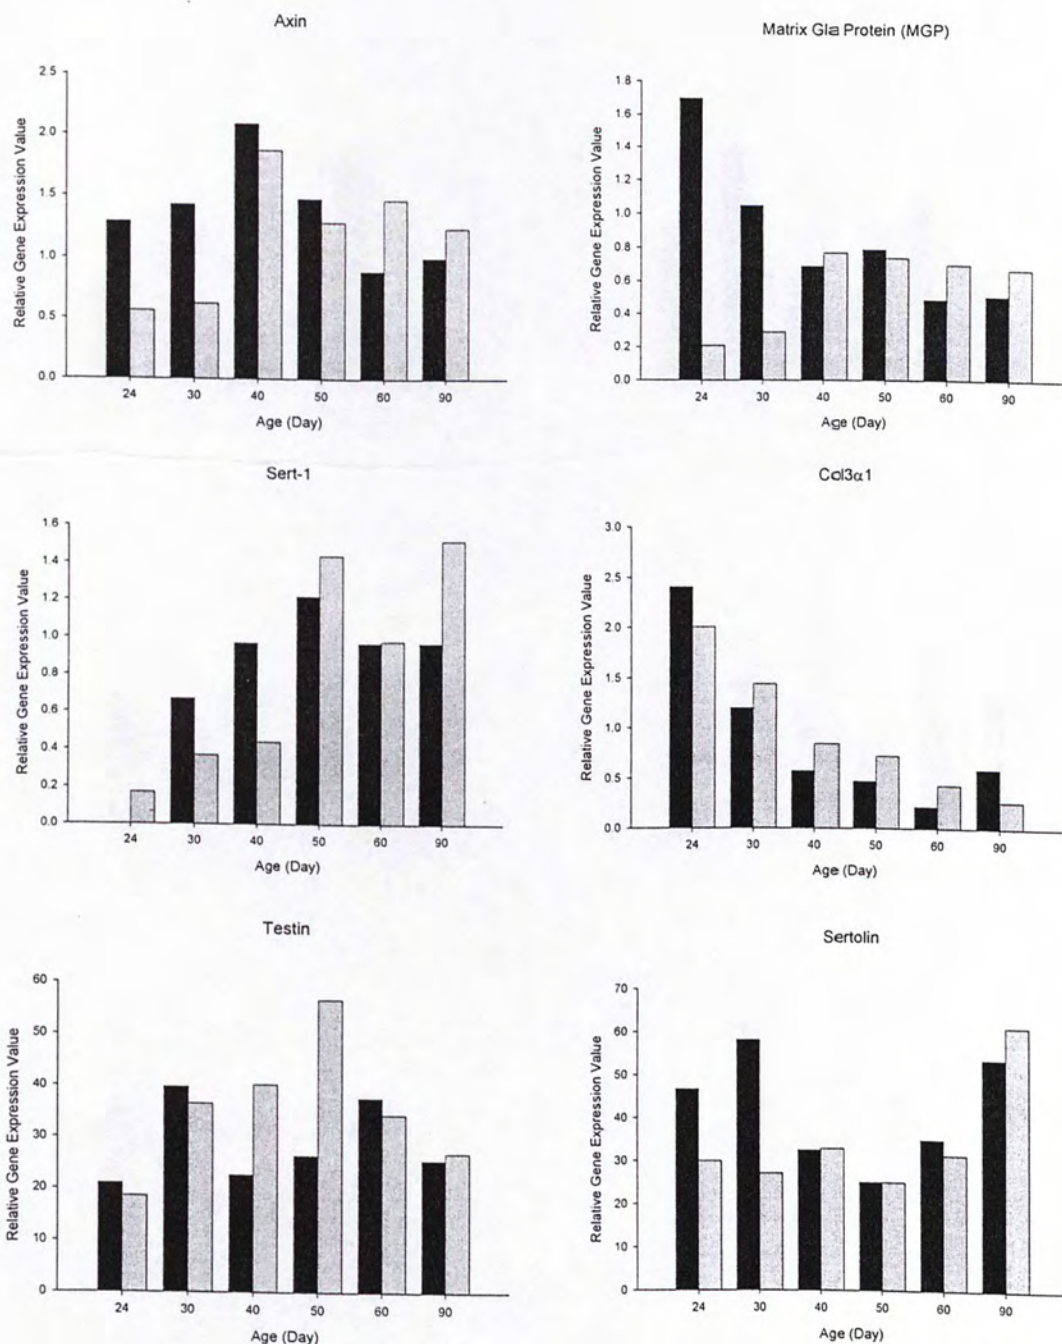 Axin
Relative Gene Expression Value
2.5
2.0
1.5
1.0
0.5
0.0
24 30 40 50 60 90
Age (Day)
Matrix Gla Protein (MGP)
Relative Gene Expression Value
1.8
1.6
1.4
1.2
1.0
0.8
0.6
0.4
0.2
0.0
24 30 40 50 60 90
Age (Day)
Sert-1
Relative Gene Expression Value
1.6
1.4
1.2
1.0
0.8
0.6
0.4
0.2
0.0
24 30 40 50 60 90
Age (Day)
Col3α1
Relative Gene Expression Value
3.0
2.5
2.0
1.5
1.0
0.5
0.0
24 30 40 50 60 90
Age (Day)
Testin
Relative Gene Expression Value
60
50
40
30
20
10
0
24 30 40 50 60 90
Age (Day)
Sertolin
Relative Gene Expression Value
70
60
50
40
30
20
10
0
24 30 40 50 60 90
Age (Day)